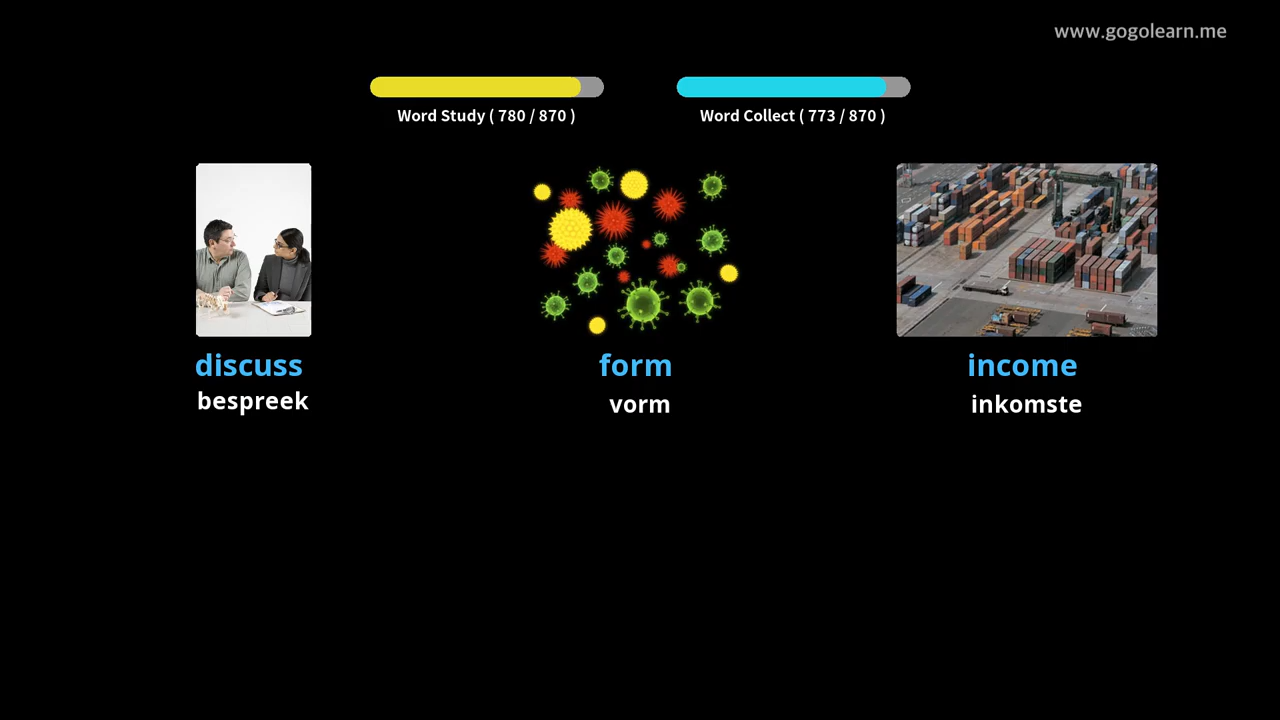 www.gogolearn.me
Word Study ( 780 / 870 )
Word Collect ( 773 / 870 )
discuss
bespreek
form
vorm
income
inkomste